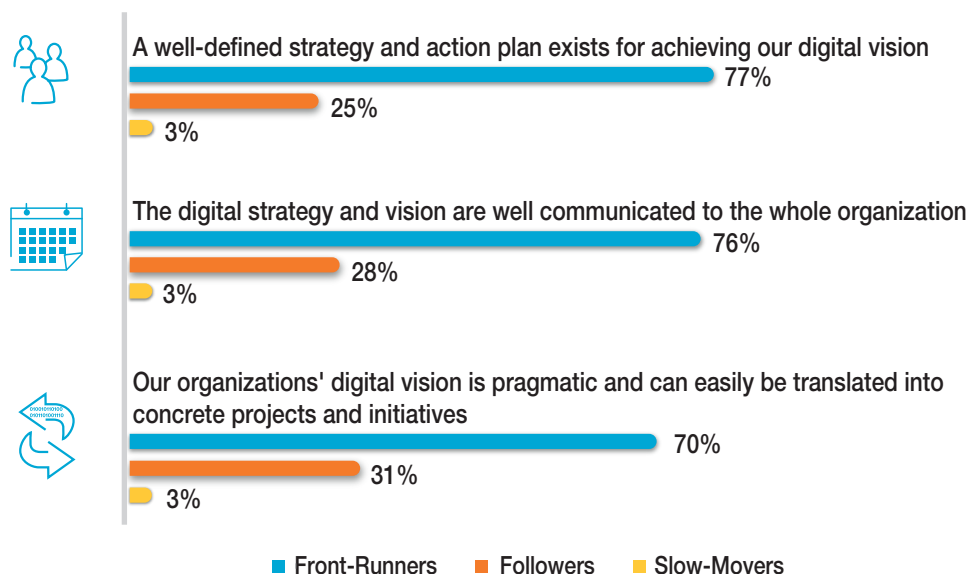 A well-defined strategy and action plan exists for achieving our digital vision
77%
25%
3%
The digital strategy and vision are well communicated to the whole organization
76%
28%
3%
Our organizations' digital vision is pragmatic and can easily be translated into
concrete projects and initiatives
70%
31%
3%
010010110100
010110100110
Front-Runners Followers Slow-Movers